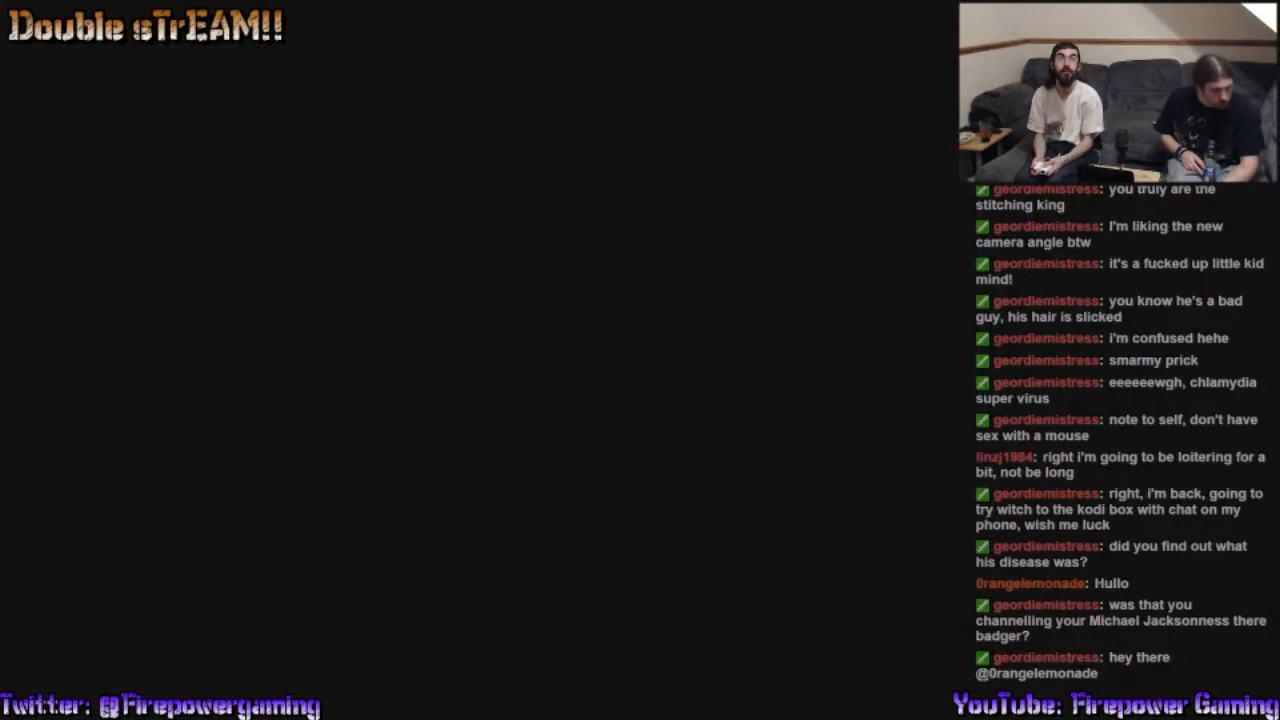 Double sTrEAM!!
geordiemistress: you truly are the
stitching king
geordiemistress: I'm liking the new
camera angle btw
geordiemistress: it's a fucked up little kid
mind!
geordiemistress: you know he's a bad
guy, his hair is slicked
geordiemistress: i'm confused hehe
geordiemistress: smarmy prick
geordiemistress: eeeeeewgh, chlamydia
super virus
geordiemistress: note to self, don't have
sex with a mouse
linzj1984: right i'm going to be loitering for a
bit, not be long
geordiemistress: right, i'm back, going to
try witch to the kodi box with chat on my
phone, wish me luck
geordiemistress: did you find out what
his disease was?
0rangelemonade: Hullo
geordiemistress: was that you
channelling your Michael Jacksonness there
badger?
geordiemistress: hey there
@0rangelemonade
Twitter: @Firepowergaming
YouTube: Firepower Gaming